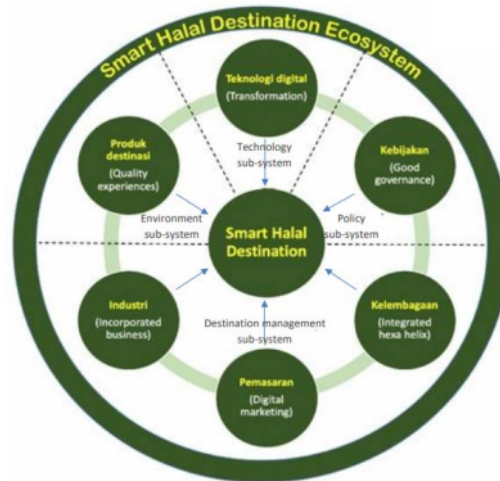 Smart Halal Destination Ecosystem
Teknologi digital
(Transformation)
Technology
sub-system
Produk
destinasi
(Quality
experiences)
Kebijakan
(Good
governance)
Environment
sub-system
Policy
sub-system
Smart Halal
Destination
Industri
(Incorporated
business)
Destination management
sub-system
Kelembagaan
(Integrated
hexa helix)
Pemasaran
(Digital
marketing)